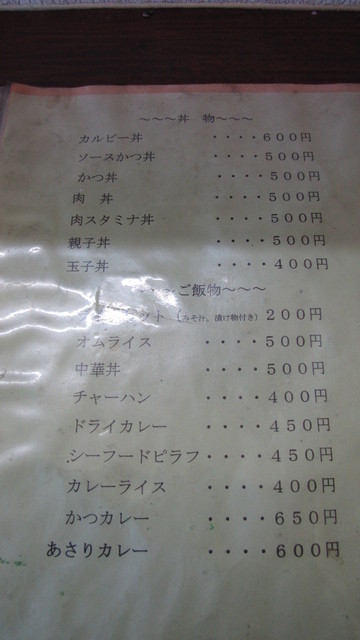 ～～～丼　物～～～
カルビー丼　・・・・６００円
ソースかつ丼　・・・・５００円
かつ丼　・・・・５００円
肉　丼　・・・・５００円
肉スタミナ丼　・・・・５００円
親子丼　・・・・５００円
玉子丼　・・・・４００円
～～～ご飯物～～～
ット（みそ汁、漬け物付き）２００円
オムライス　・・・・５００円
中華丼　・・・・５００円
チャーハン　・・・・４００円
ドライカレー　・・・・４５０円
シーフードピラフ・・・・４５０円
カレーライス　・・・・４００円
かつカレー　・・・・６５０円
あさりカレー　・・・・６００円